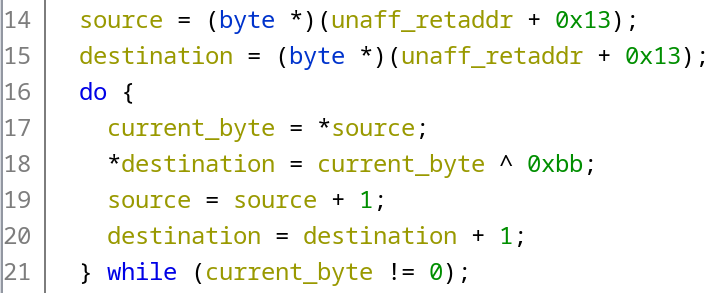 14 source = (byte *)(unaff_retaddr + 0x13);
15 destination = (byte *)(unaff_retaddr + 0x13);
16 do {
17 current_byte = *source;
18 *destination = current_byte ^ 0xbb;
19 source = source + 1;
20 destination = destination + 1;
21 } while (current_byte != 0);